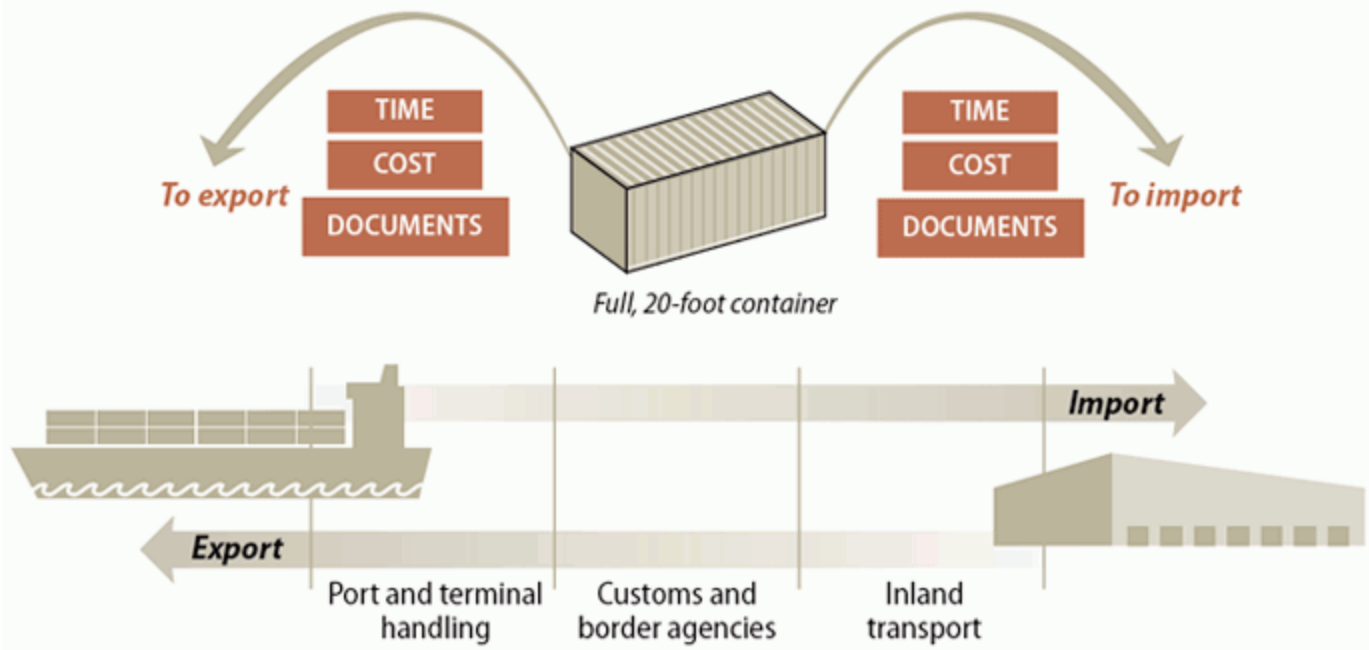 TIME
COST
DOCUMENTS
To export
TIME
COST
DOCUMENTS
To import
Full, 20-foot container
Import
Export
Port and terminal
handling
Customs and
border agencies
Inland
transport